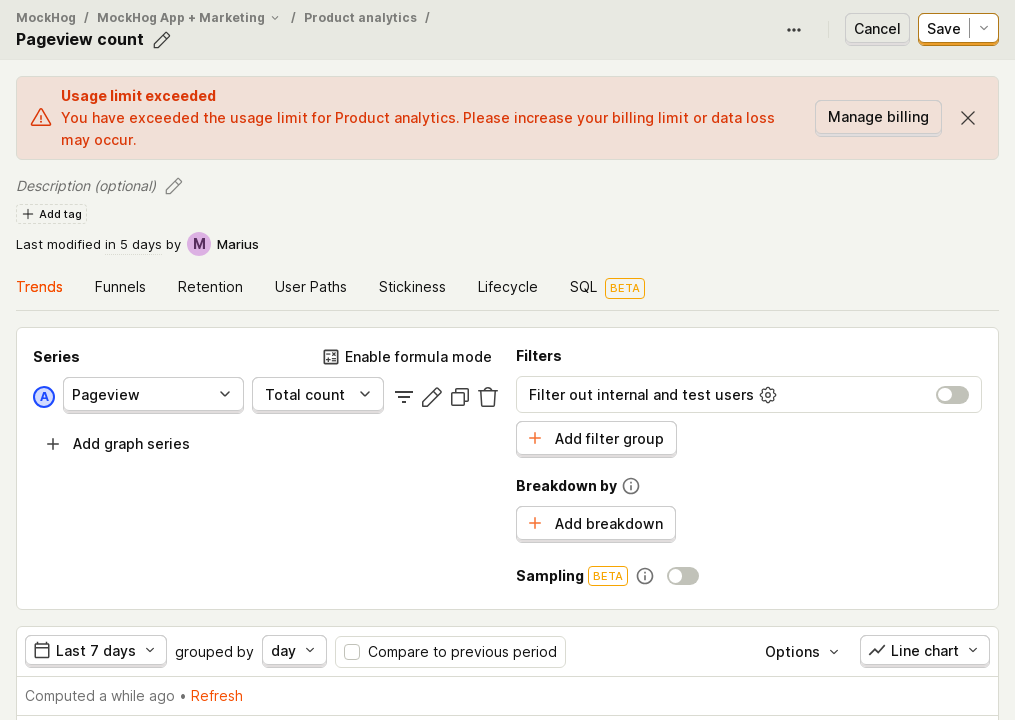 MockHog / MockHog App + Marketing / Product analytics /
Pageview count
Cancel
Save
Usage limit exceeded
You have exceeded the usage limit for Product analytics. Please increase your billing limit or data loss
may occur.
Manage billing
Description (optional)
Add tag
Last modified in 5 days by M Marius
Trends Funnels Retention User Paths Stickiness Lifecycle SQL BETA
Series
Enable formula mode
A Pageview Total count
Add graph series
Filters
Filter out internal and test users
Add filter group
Breakdown by
Add breakdown
Sampling BETA
Last 7 days grouped by day Compare to previous period Options Line chart
Computed a while ago • Refresh